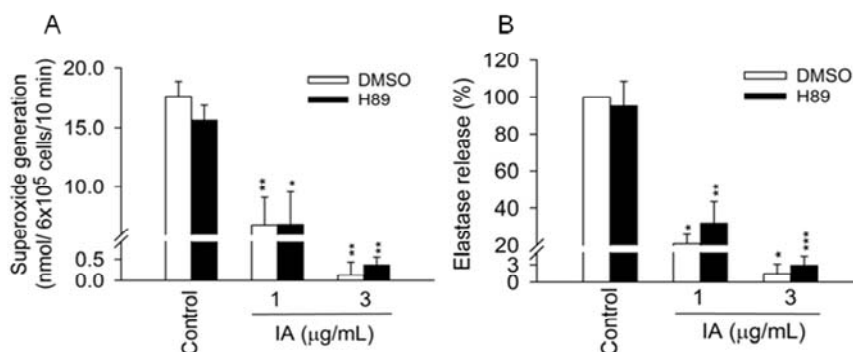 A
Superoxide generation
(nmol/ 6x10⁵ cells/10 min)
20.0
15.0
10.0
0.5
0.0
DMSO
H89
**
*
**
**
Control
1
3
IA (µg/mL)
B
Elastase release (%)
120
100
80
60
40
20
3
0
DMSO
H89
*
**
*
***
Control
1
3
IA (µg/mL)